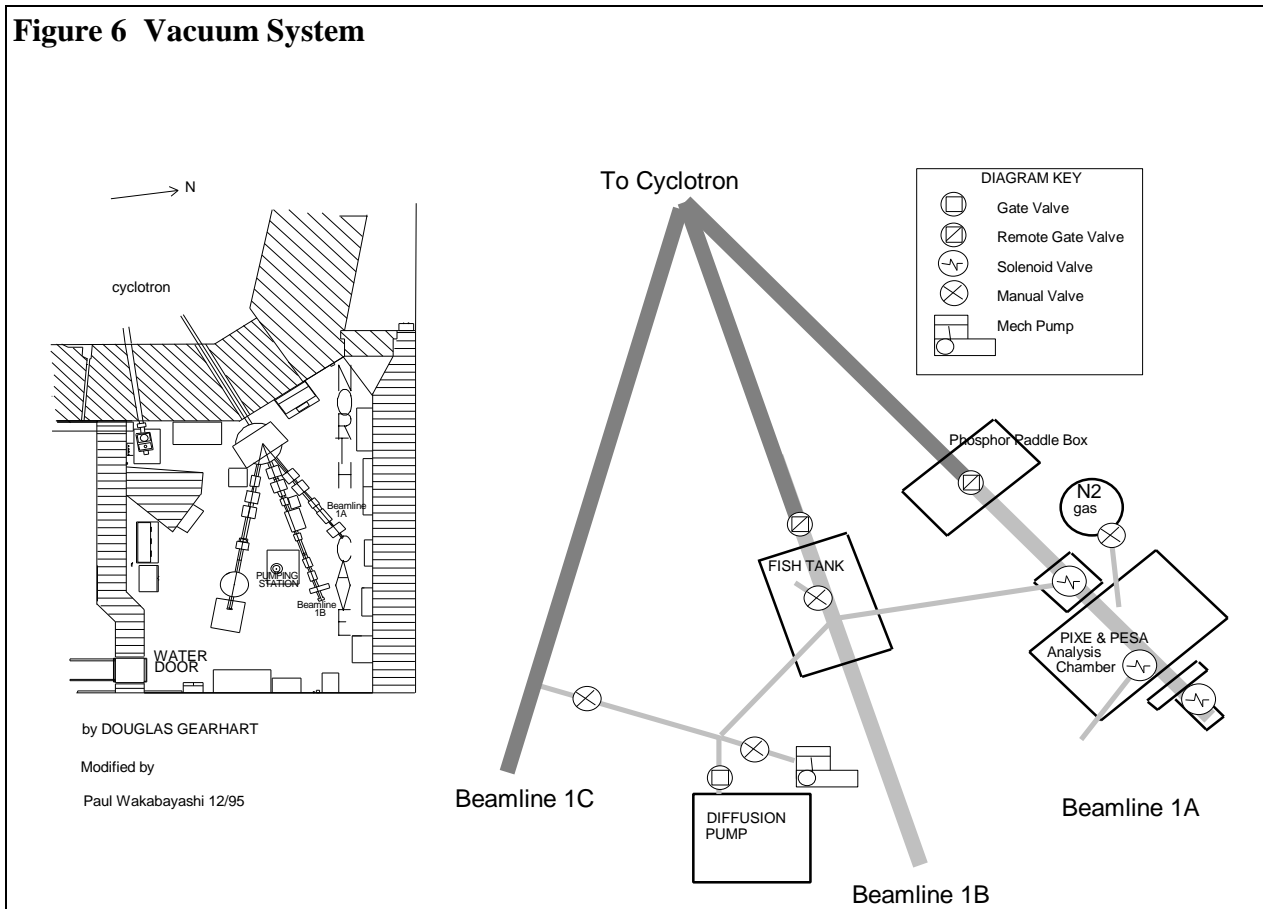 Figure 6 Vacuum System
N
cyclotron
NORTH
Beamline
1A
PUMPING
STATION
Beamline
1B
WATER
DOOR
by DOUGLAS GEARHART
Modified by
Paul Wakabayashi 12/95
To Cyclotron
DIAGRAM KEY
Gate Valve
Remote Gate Valve
Solenoid Valve
Manual Valve
Mech Pump
Phosphor Paddle Box
N2
gas
FISH TANK
PIXE & PESA
Analysis
Chamber
Beamline 1C
DIFFUSION
PUMP
Beamline 1A
Beamline 1B